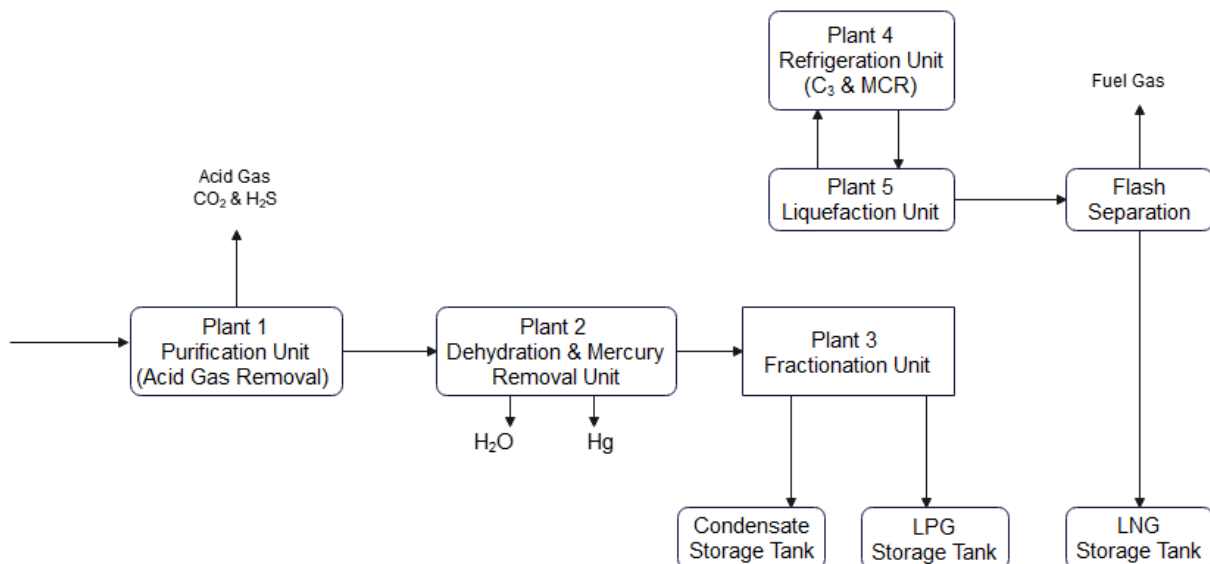 Plant 4
Refrigeration Unit
(C₃ & MCR)
Fuel Gas
Acid Gas
CO₂ & H₂S
Plant 5
Liquefaction Unit
Flash
Separation
Plant 1
Purification Unit
(Acid Gas Removal)
Plant 2
Dehydration & Mercury
Removal Unit
Plant 3
Fractionation Unit
H₂O
Hg
Condensate
Storage Tank
LPG
Storage Tank
LNG
Storage Tank